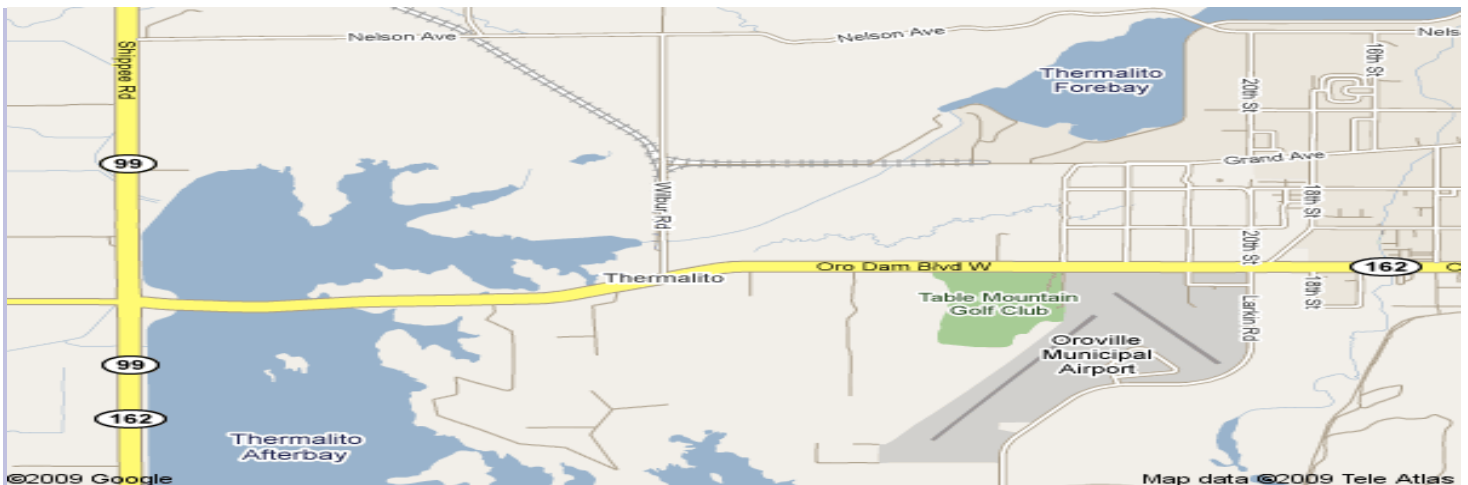 Nelson Ave
Nelson Ave
Nels
Shippee Rd
16th St
Thermalito
Forebay
20th St
99
Grand Ave
Wilbur Rd
18th St
20th St
Oro Dam Blvd W
162
Thermalito
Table Mountain
Golf Club
18th St
Larkin Rd
Oroville
Municipal
Airport
99
162
Thermalito
Afterbay
©2009 Google
Map data ©2009 Tele Atlas